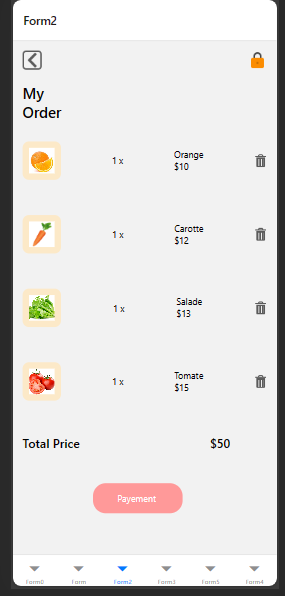 Form2
My
Order
1 x
Orange
$10
1 x
Carotte
$12
1 x
Salade
$13
1 x
Tomate
$15
Total Price $50
Payement
Form0 Form Form2 Form3 Form5 Form4